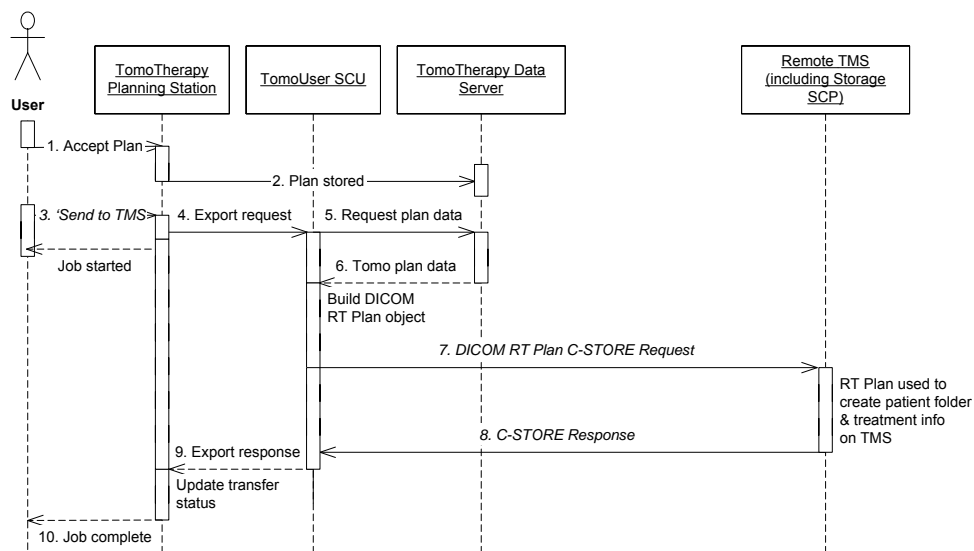 User
TomoTherapy
Planning Station
TomoUser SCU
TomoTherapy Data
Server
Remote TMS
(including Storage
SCP)
1. Accept Plan
2. Plan stored
3. 'Send to TMS
4. Export request
5. Request plan data
Job started
6. Tomo plan data
Build DICOM
RT Plan object
7. DICOM RT Plan C-STORE Request
RT Plan used to
create patient folder
& treatment info
on TMS
8. C-STORE Response
9. Export response
Update transfer
status
10. Job complete